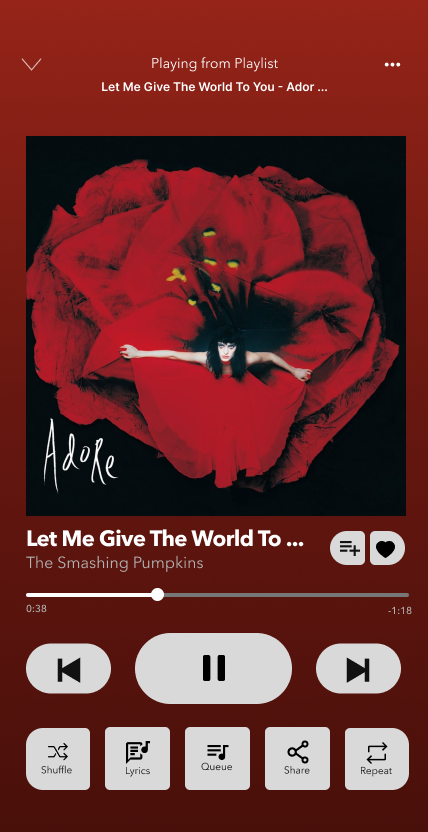 Playing from Playlist
Let Me Give The World To You - Ador ...
Adore
Let Me Give The World To ...
The Smashing Pumpkins
0:38
-1:18
Shuffle
Lyrics
Queue
Share
Repeat